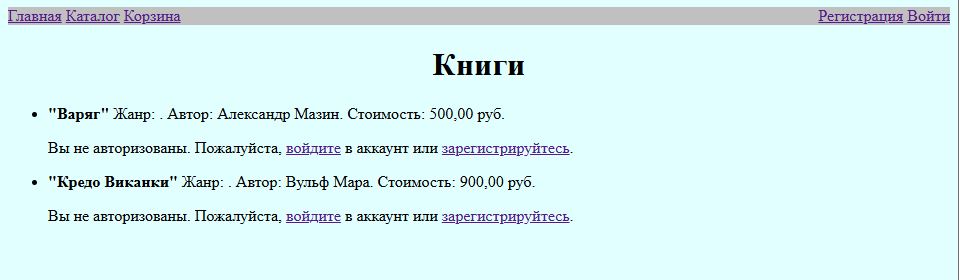 Главная Каталог Корзина Регистрация Войти
Книги
"Варяг" Жанр: . Автор: Александр Мазин. Стоимость: 500,00 руб.
Вы не авторизованы. Пожалуйста, войдите в аккаунт или зарегистрируйтесь.
"Кредо Виканки" Жанр: . Автор: Вульф Мара. Стоимость: 900,00 руб.
Вы не авторизованы. Пожалуйста, войдите в аккаунт или зарегистрируйтесь.